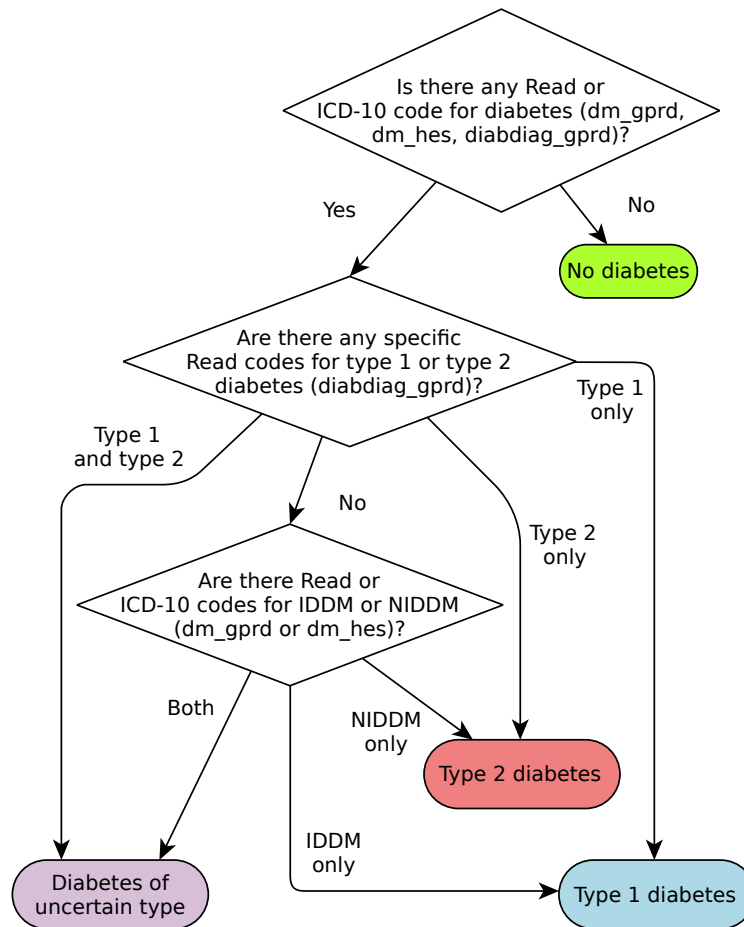 Is there any Read or
ICD-10 code for diabetes (dm_gprd,
dm_hes, diabdiag_gprd)?
Yes
No
No diabetes
Are there any specific
Read codes for type 1 or type 2
diabetes (diabdiag_gprd)?
Type 1
only
Type 1
and type 2
No
Type 2
only
Are there Read or
ICD-10 codes for IDDM or NIDDM
(dm_gprd or dm_hes)?
Both
NIDDM
only
Type 2 diabetes
IDDM
only
Diabetes of
uncertain type
Type 1 diabetes